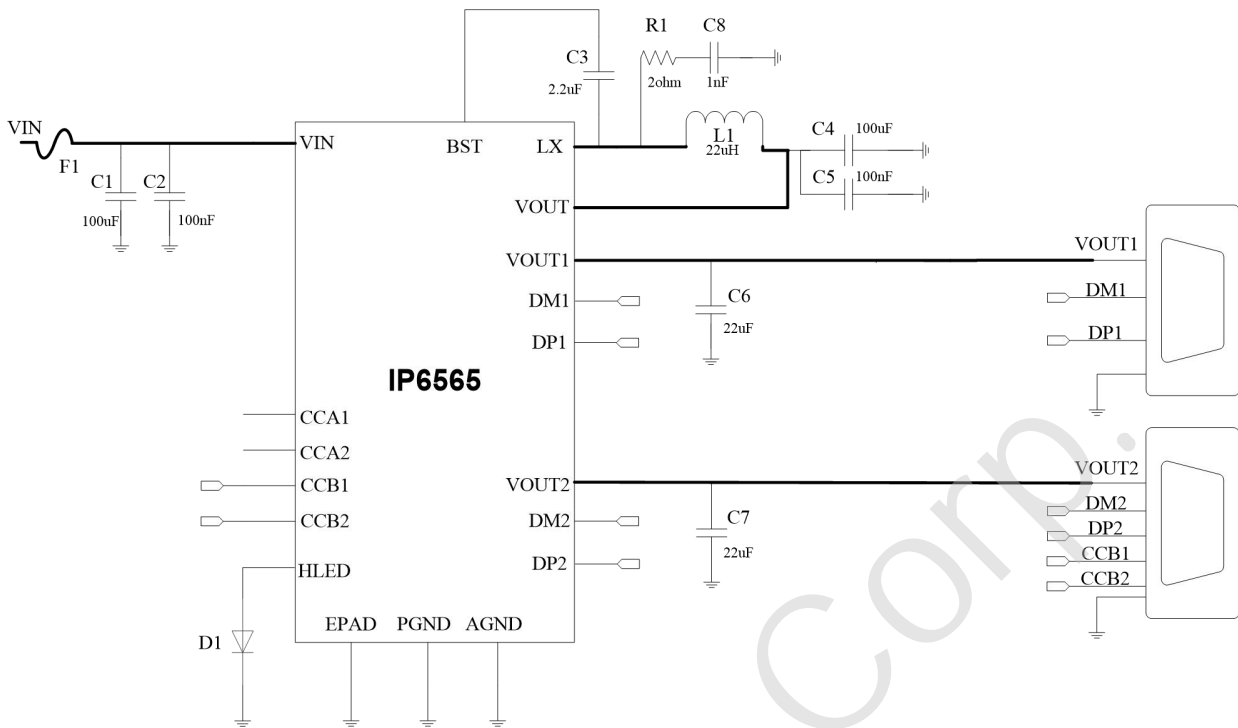 R1
C8
C3
2.2uF
2ohm
1nF
VIN
F1
VIN
BST
LX
L1
22uH
C4
100uF
C5
100nF
C1
100uF
C2
100nF
VOUT
VOUT1
VOUT1
DM1
C6
22uF
DM1
DP1
DP1
IP6565
CCA1
CCA2
CCB1
CCB2
VOUT2
VOUT2
DM2
C7
22uF
DM2
DP2
DP2
CCB1
CCB2
HLED
D1
EPAD
PGND
AGND
Corp.